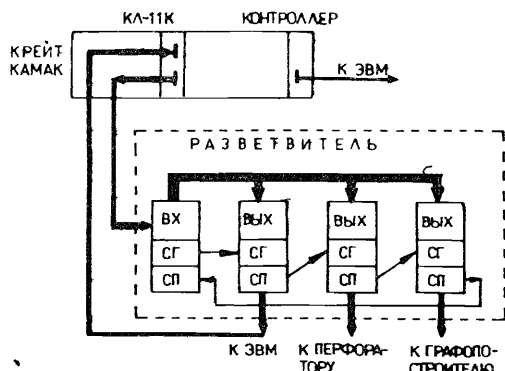 КЛ-11К КОНТРОЛЛЕР
КРЕЙТ
КАМАК
К ЭВМ
РАЗВЕТВИТЕЛЬ
ВХ ВЫХ ВЫХ ВЫХ
СГ СГ СГ СГ
СП СП СП СП
К ЭВМ К ПЕРФОРА-
ТОРУ
К ГРАФОПО-
СТРОИТЕЛЮ